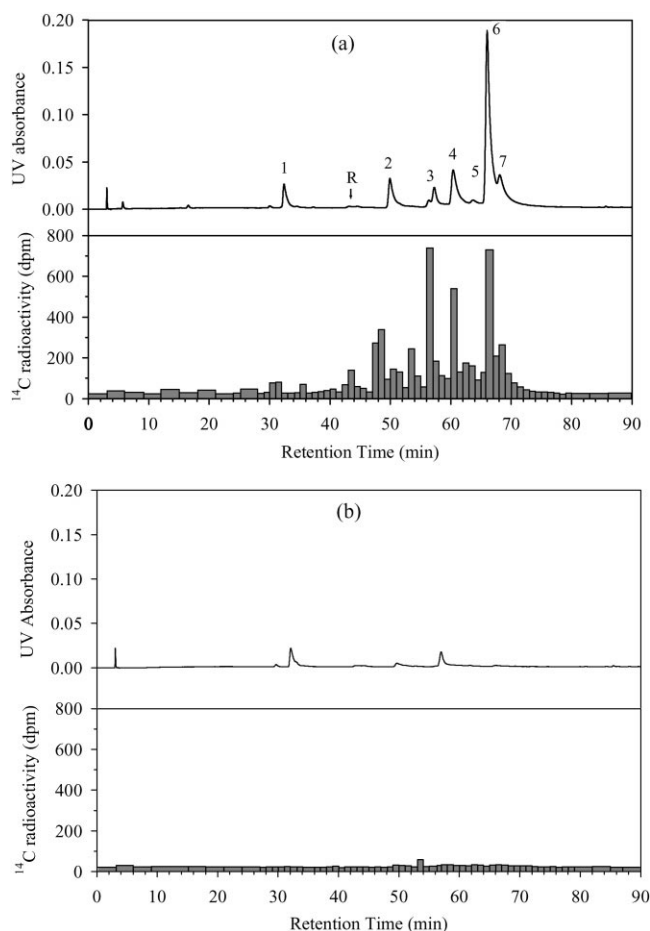 (a)
UV absorbance
0.20
0.15
0.10
0.05
0.00
1
R
2
3
4
5
6
7
¹⁴C radioactivity (dpm)
800
600
400
200
0
0 10 20 30 40 50 60 70 80 90
Retention Time (min)
(b)
UV Absorbance
0.20
0.15
0.10
0.05
0.00
¹⁴C radioactivity (dpm)
800
600
400
200
0
0 10 20 30 40 50 60 70 80 90
Retention Time (min)